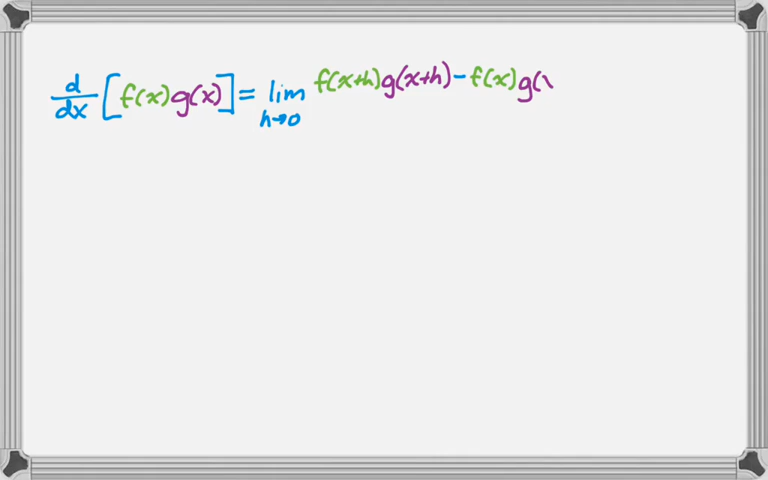 d/dx [f(x)g(x)] = lim h→0 f(x+h)g(x+h) - f(x)g(